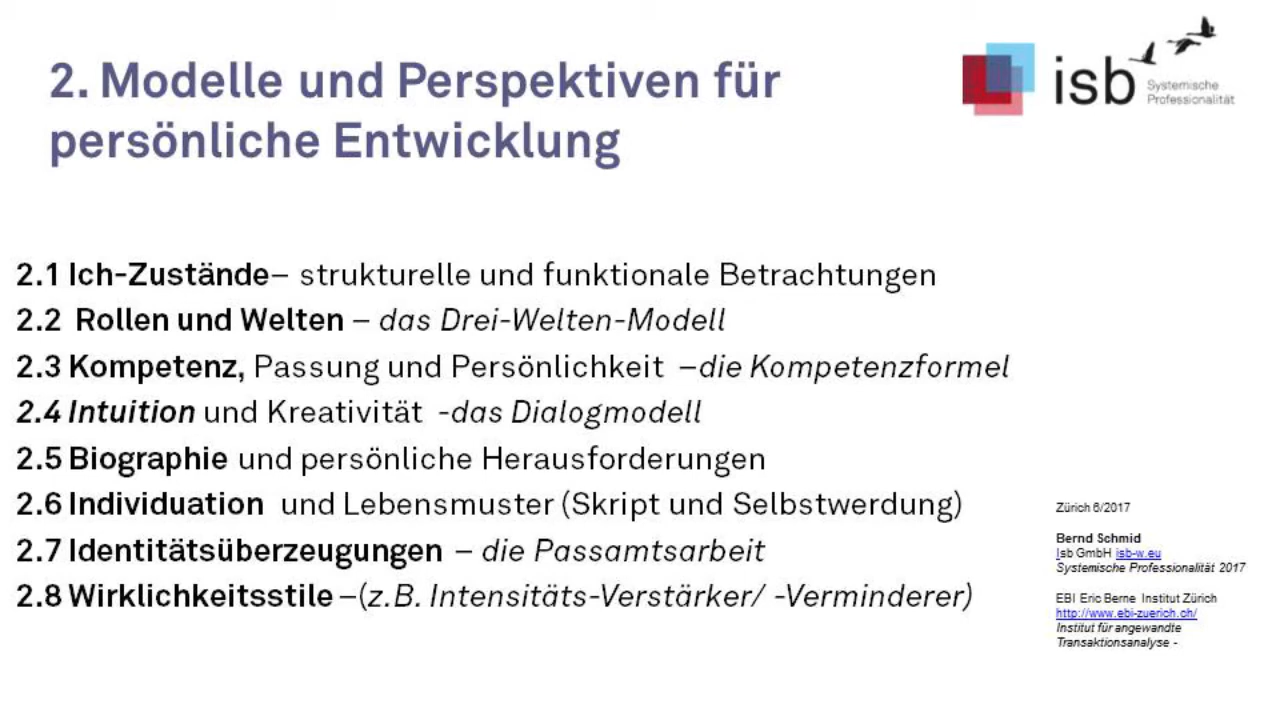 2. Modelle und Perspektiven für
persönliche Entwicklung
isb Systemische
Professionalität
2.1 Ich-Zustände– strukturelle und funktionale Betrachtungen
2.2 Rollen und Welten – das Drei-Welten-Modell
2.3 Kompetenz, Passung und Persönlichkeit –die Kompetenzformel
2.4 Intuition und Kreativität -das Dialogmodell
2.5 Biographie und persönliche Herausforderungen
2.6 Individuation und Lebensmuster (Skript und Selbstwerdung)
2.7 Identitätsüberzeugungen – die Passamtsarbeit
2.8 Wirklichkeitsstile –(z.B. Intensitäts-Verstärker/ -Verminderer)
Zürich 6/2017
Bernd Schmid
Isb GmbH isb-w.eu
Systemische Professionalität 2017
EBI Eric Berne Institut Zürich
http://www.ebi-zuerich.ch/
Institut für angewandte
Transaktionsanalyse -